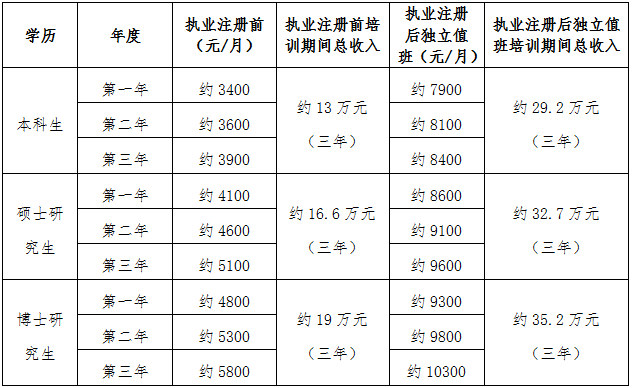 学历 年度 执业注册前（元/月） 执业注册前培训期间总收入 执业注册后独立值班（元/月） 执业注册后独立值班培训期间总收入
本科生 第一年 约 3400 约 13 万元（三年） 约 7900 约 29.2 万元（三年）
第二年 约 3600 约 8100
第三年 约 3900 约 8400
硕士研究生 第一年 约 4100 约 16.6 万元（三年） 约 8600 约 32.7 万元（三年）
第二年 约 4600 约 9100
第三年 约 5100 约 9600
博士研究生 第一年 约 4800 约 19 万元（三年） 约 9300 约 35.2 万元（三年）
第二年 约 5300 约 9800
第三年 约 5800 约 10300